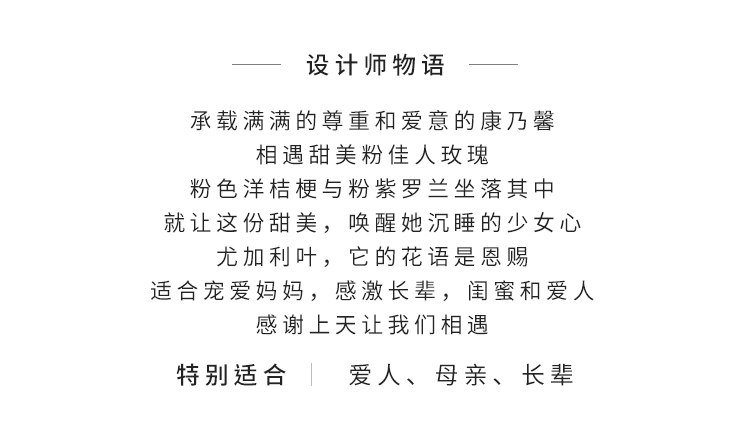 设计师物语
承载满满的尊重和爱意的康乃馨
相遇甜美粉佳人玫瑰
粉色洋桔梗与粉紫罗兰坐落其中
就让这份甜美，唤醒她沉睡的少女心
尤加利叶，它的花语是恩赐
适合宠爱妈妈，感激长辈，闺蜜和爱人
感谢上天让我们相遇
特别适合 | 爱人、母亲、长辈